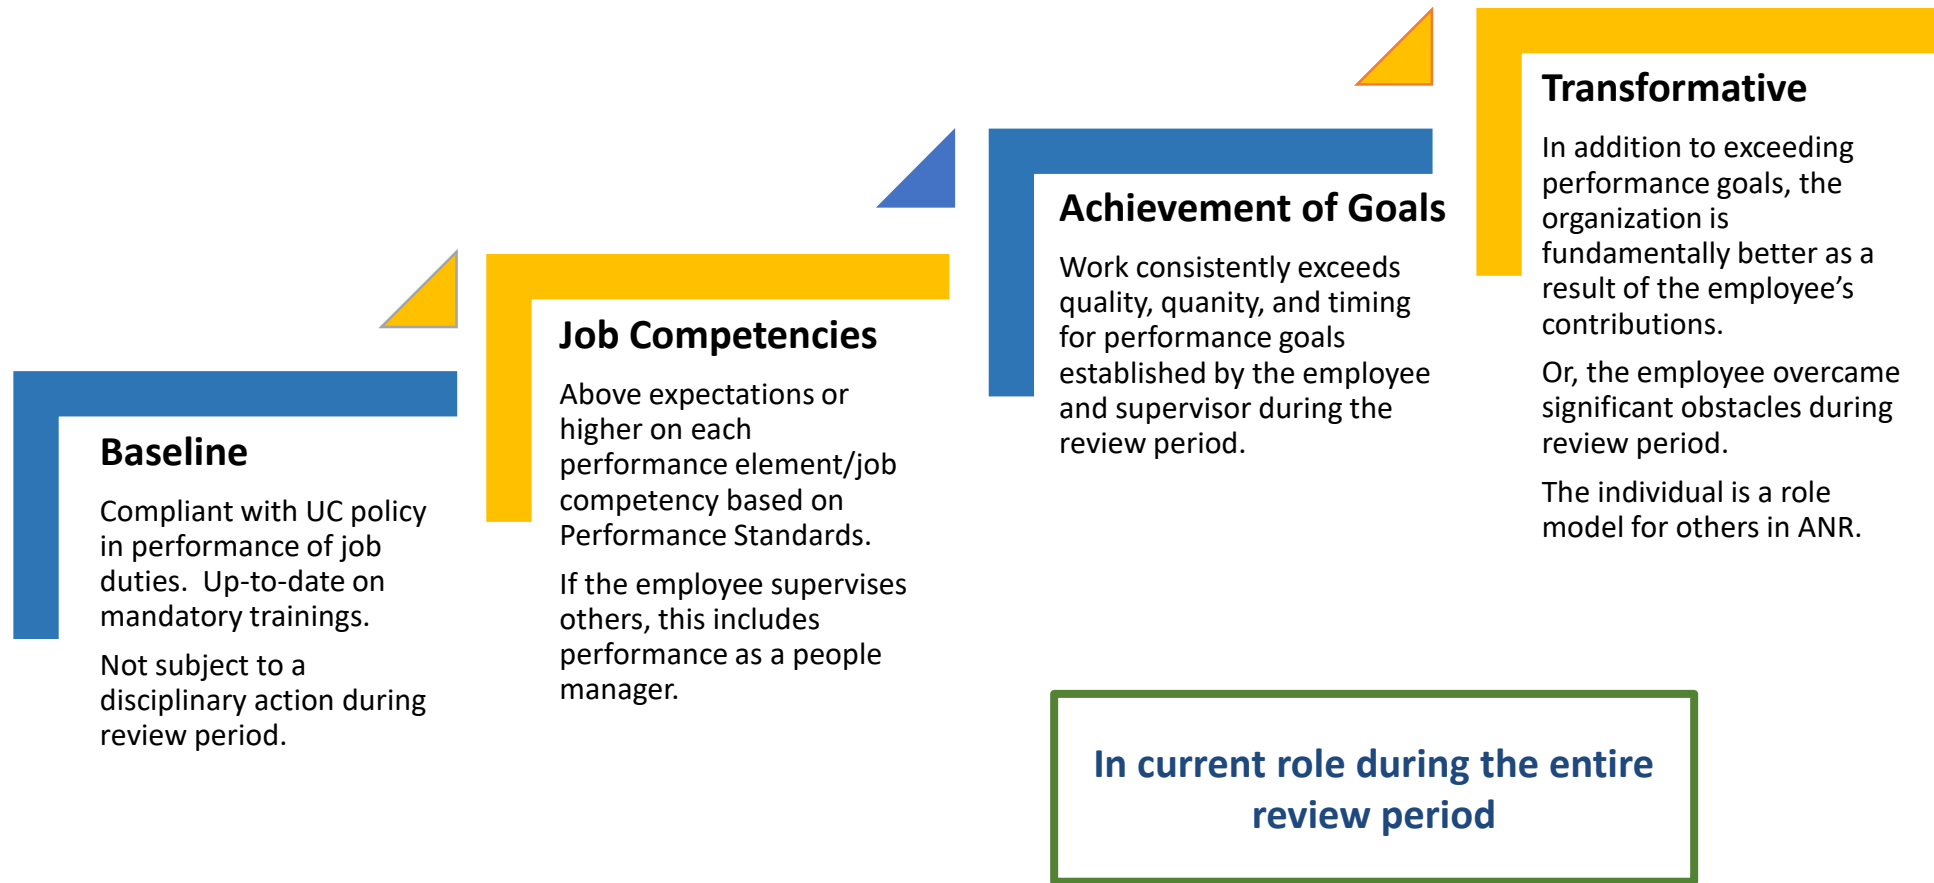 Baseline
Compliant with UC policy
in performance of job
duties.  Up-to-date on
mandatory trainings.
Not subject to a
disciplinary action during
review period.
Job Competencies
Above expectations or
higher on each
performance element/job
competency based on
Performance Standards.
If the employee supervises
others, this includes
performance as a people
manager.
Achievement of Goals
Work consistently exceeds
quality, quanity, and timing
for performance goals
established by the employee
and supervisor during the
review period.
Transformative
In addition to exceeding
performance goals, the
organization is
fundamentally better as a
result of the employee’s
contributions.
Or, the employee overcame
significant obstacles during
review period.
The individual is a role
model for others in ANR.
In current role during the entire
review period